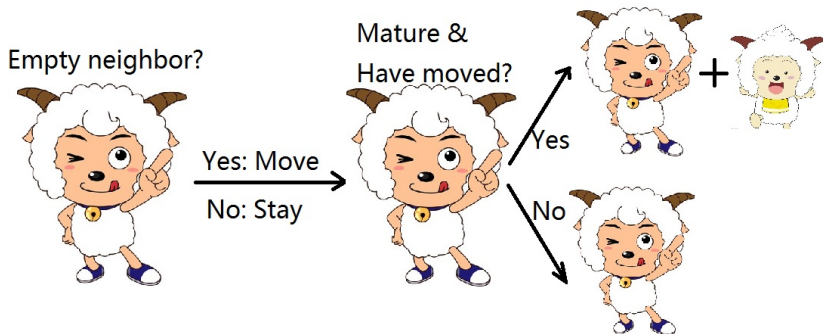 Empty neighbor?
Yes: Move
No: Stay
Mature &
Have moved?
Yes
No
+